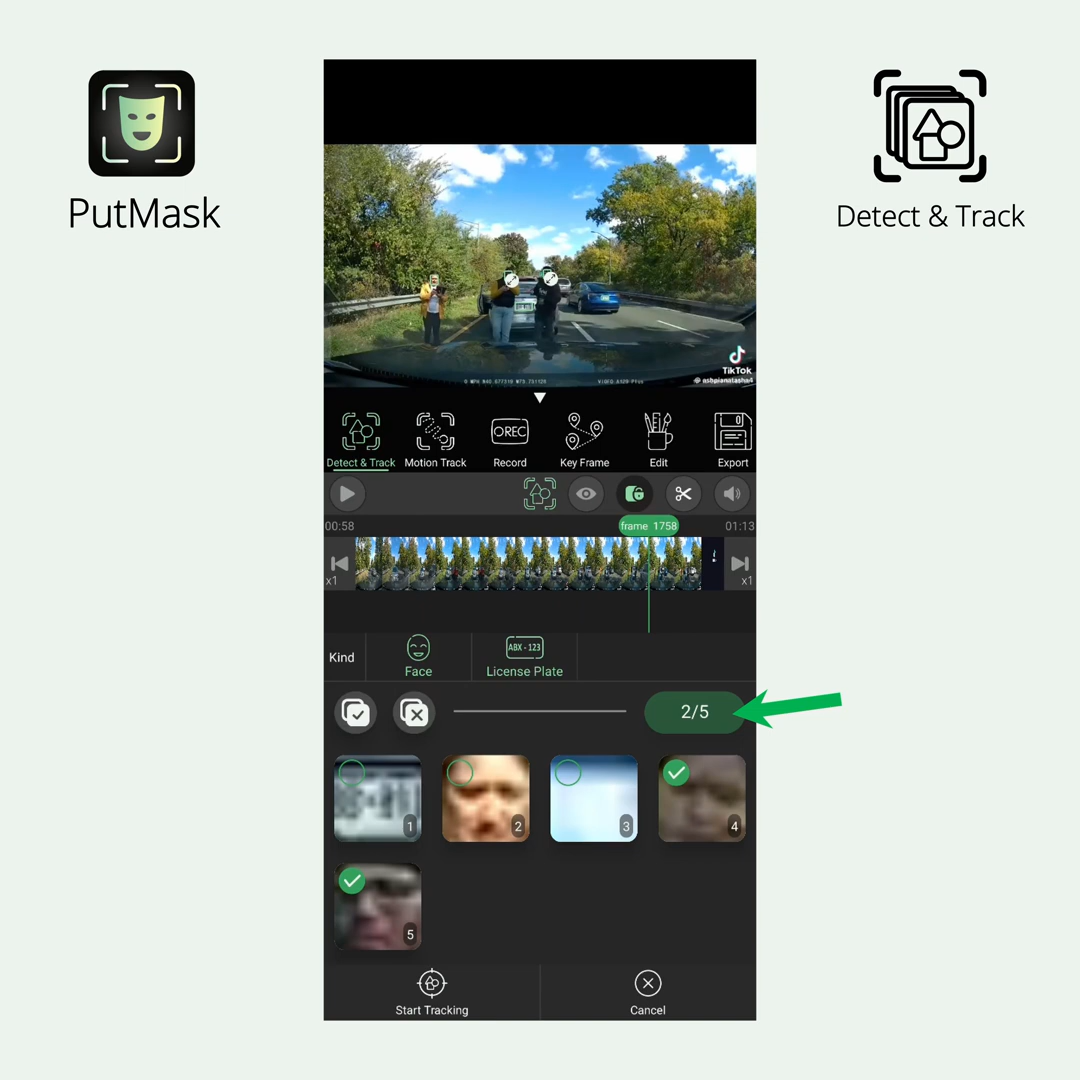 PutMask
Detect & Track
TikTok
Detect & Track
Motion Track
REC
Record
Key Frame
Edit
Export
00:58
frame 1758
01:13
x1
x1
Kind
Face
ABX - 123
License Plate
2/5
1
2
3
4
5
Start Tracking
Cancel